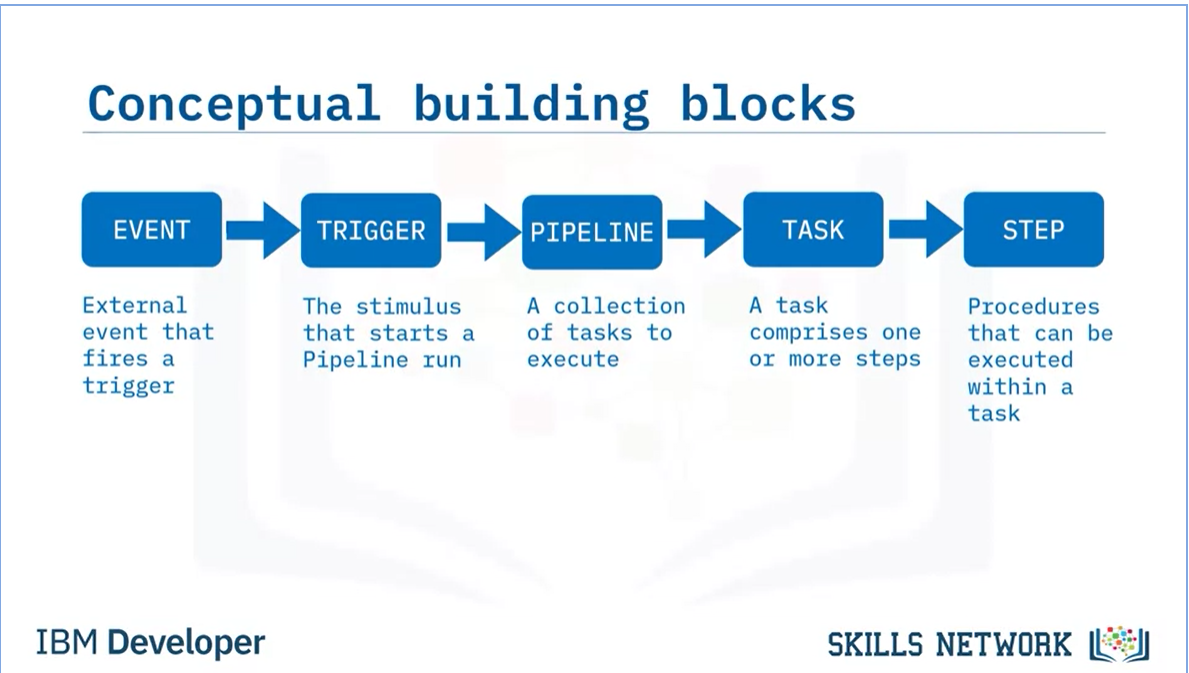 Conceptual building blocks
EVENT
TRIGGER
PIPELINE
TASK
STEP
External
event that
fires a
trigger
The stimulus
that starts a
Pipeline run
A collection
of tasks to
execute
A task
comprises one
or more steps
Procedures
that can be
executed
within a
task
IBM Developer
SKILLS NETWORK